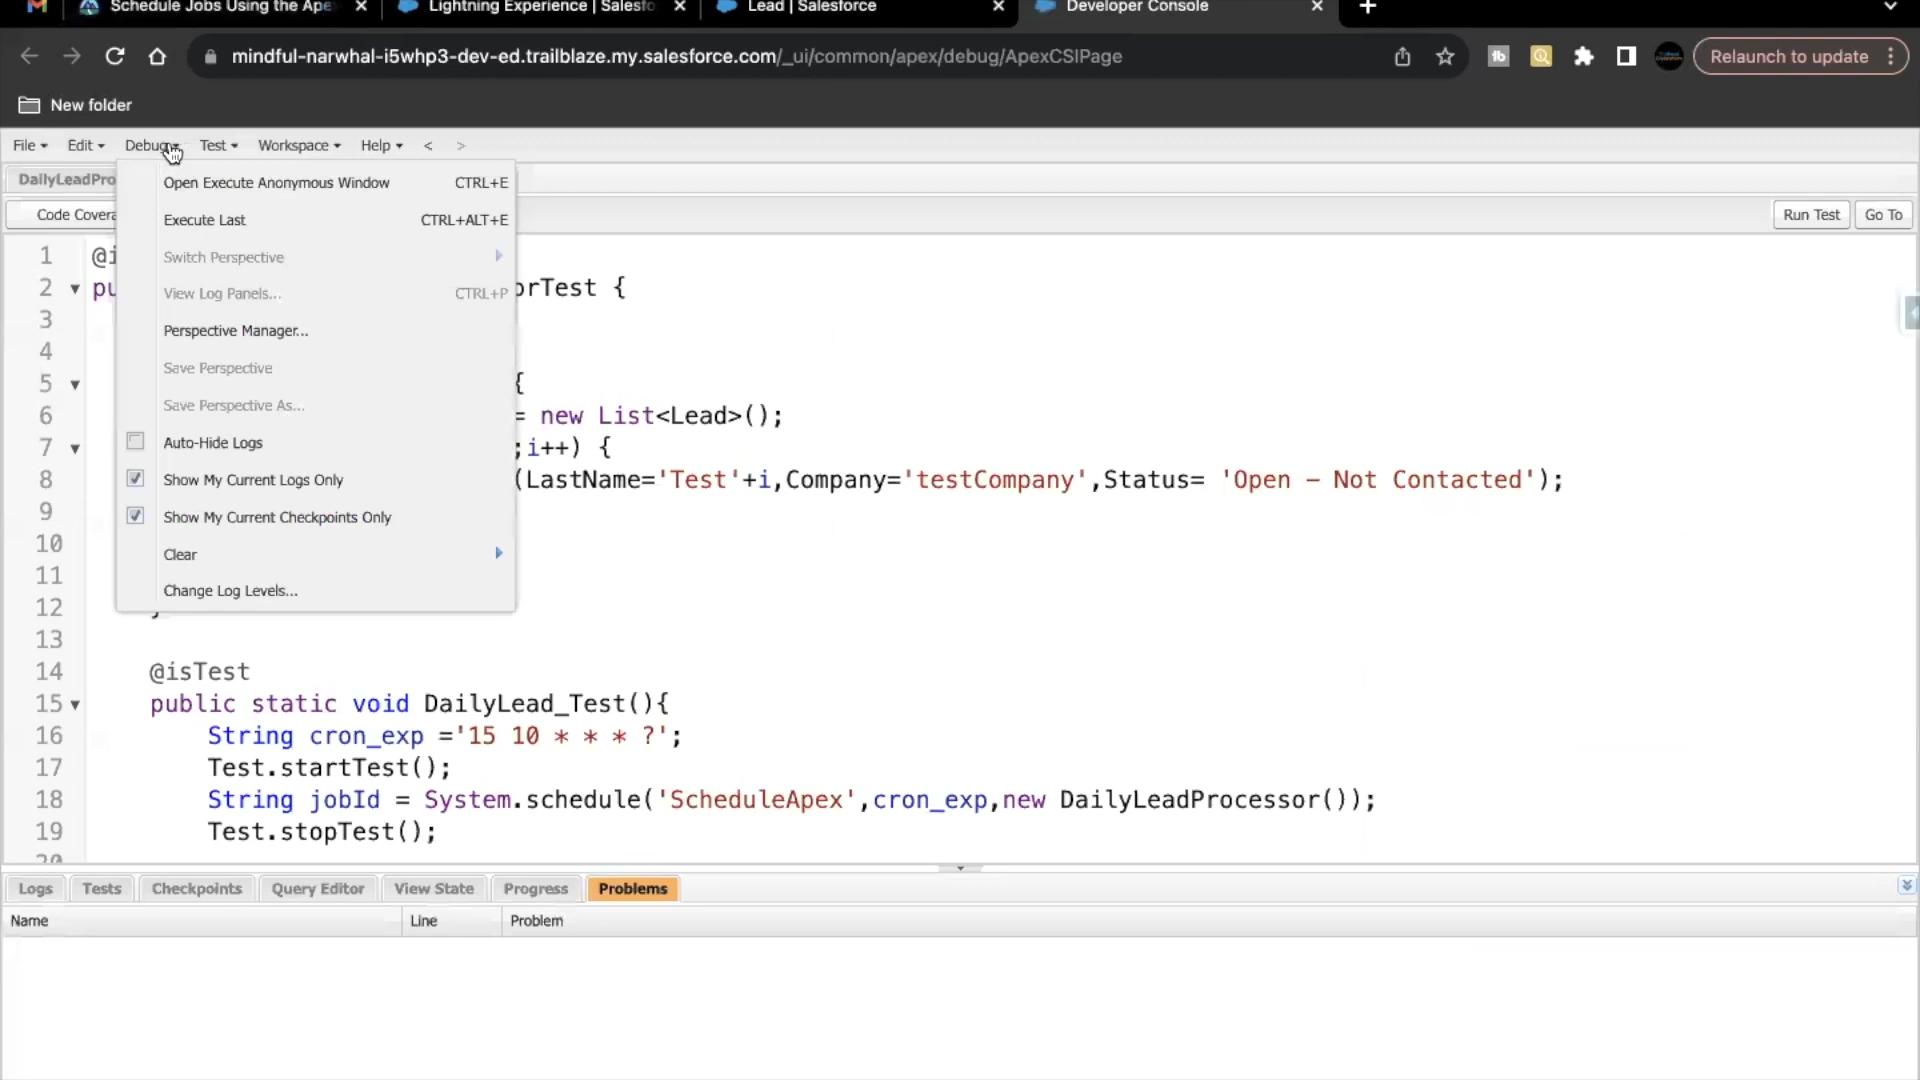 Schedule Jobs Using the Ape
Lightning Experience | Salesfo
Lead | Salesforce
Developer Console
mindful-narwhal-i5whp3-dev-ed.trailblaze.my.salesforce.com/_ui/common/apex/debug/ApexCSIPage
Relaunch to update
New folder
File Edit Debug Test Workspace Help < >
DailyLeadPro
Code Covera
Run Test Go To
Open Execute Anonymous Window CTRL+E
Execute Last CTRL+ALT+E
Switch Perspective
View Log Panels... CTRL+P
Perspective Manager...
Save Perspective
Save Perspective As...
Auto-Hide Logs
Show My Current Logs Only
Show My Current Checkpoints Only
Clear
Change Log Levels...
1 @i
2 pu orTest {
3
4
5 {
6 = new List<Lead>();
7 ;i++) {
8 (LastName='Test'+i,Company='testCompany',Status= 'Open – Not Contacted');
9
10
11
12 }
13
14 @isTest
15 public static void DailyLead_Test(){
16 String cron_exp ='15 10 * * * ?';
17 Test.startTest();
18 String jobId = System.schedule('ScheduleApex',cron_exp,new DailyLeadProcessor());
19 Test.stopTest();
20
Logs Tests Checkpoints Query Editor View State Progress Problems
Name Line Problem